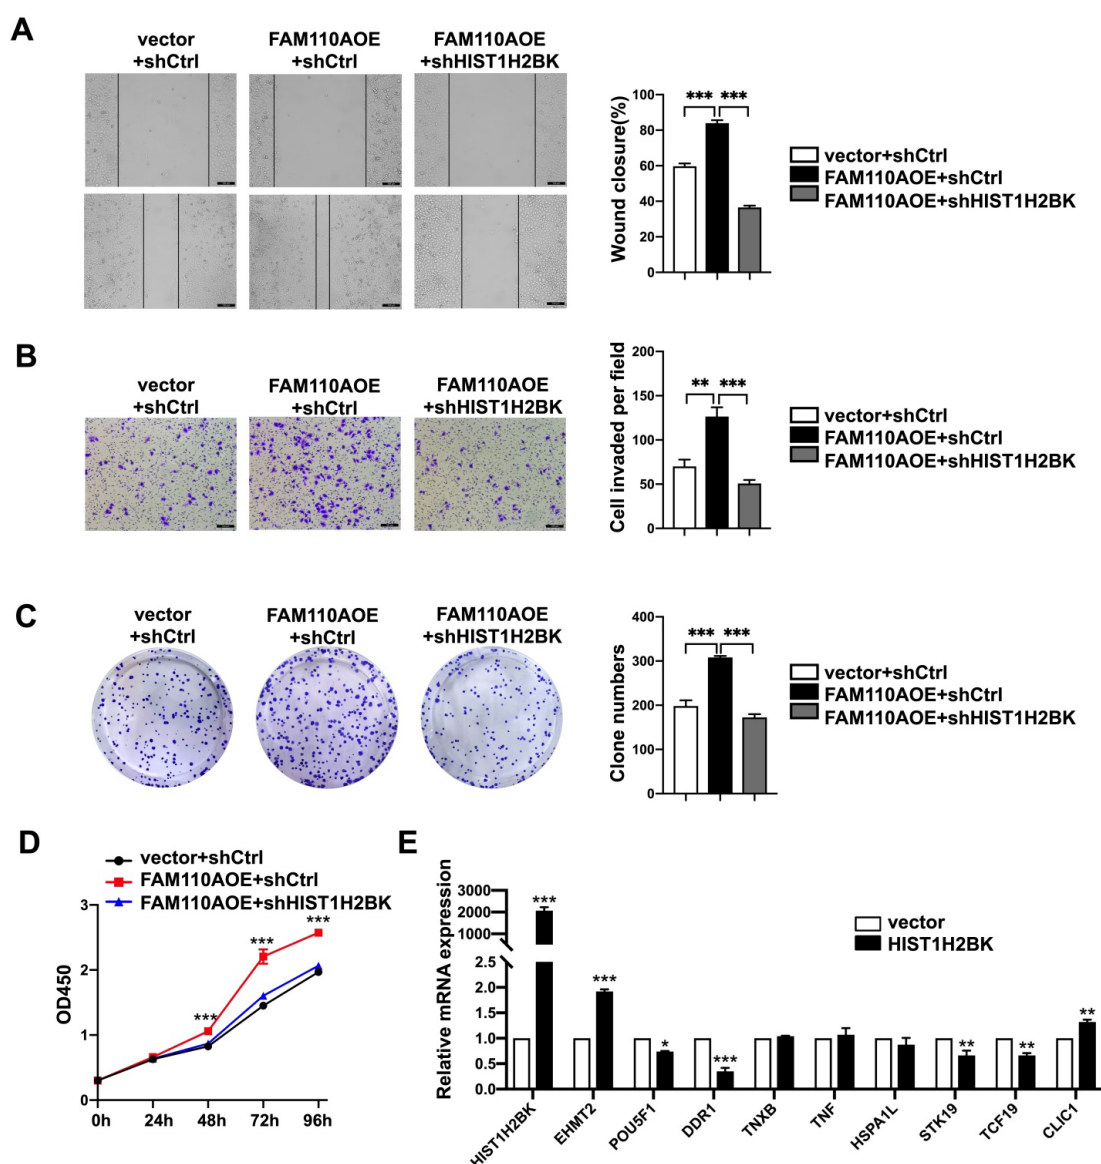 A
vector
+shCtrl
FAM110AOE
+shCtrl
FAM110AOE
+shHIST1H2BK
Wound closure(%)
100
80
60
40
20
0
*** ***
vector+shCtrl
FAM110AOE+shCtrl
FAM110AOE+shHIST1H2BK
B
vector
+shCtrl
FAM110AOE
+shCtrl
FAM110AOE
+shHIST1H2BK
Cell invaded per field
200
150
100
50
0
** ***
vector+shCtrl
FAM110AOE+shCtrl
FAM110AOE+shHIST1H2BK
C
vector
+shCtrl
FAM110AOE
+shCtrl
FAM110AOE
+shHIST1H2BK
Clone numbers
400
300
200
100
0
*** ***
vector+shCtrl
FAM110AOE+shCtrl
FAM110AOE+shHIST1H2BK
D
vector+shCtrl
FAM110AOE+shCtrl
FAM110AOE+shHIST1H2BK
OD450
3
2
1
0
*** *** ***
0h 24h 48h 72h 96h
E
Relative mRNA expression
3000
2000
1000
2.5
2.0
1.5
1.0
0.5
0.0
vector
HIST1H2BK
*** *** * *** ** ** **
HIST1H2BK EHMT2 POU5F1 DDR1 TNXB TNF HSPA1L STK19 TCF19 CLIC1